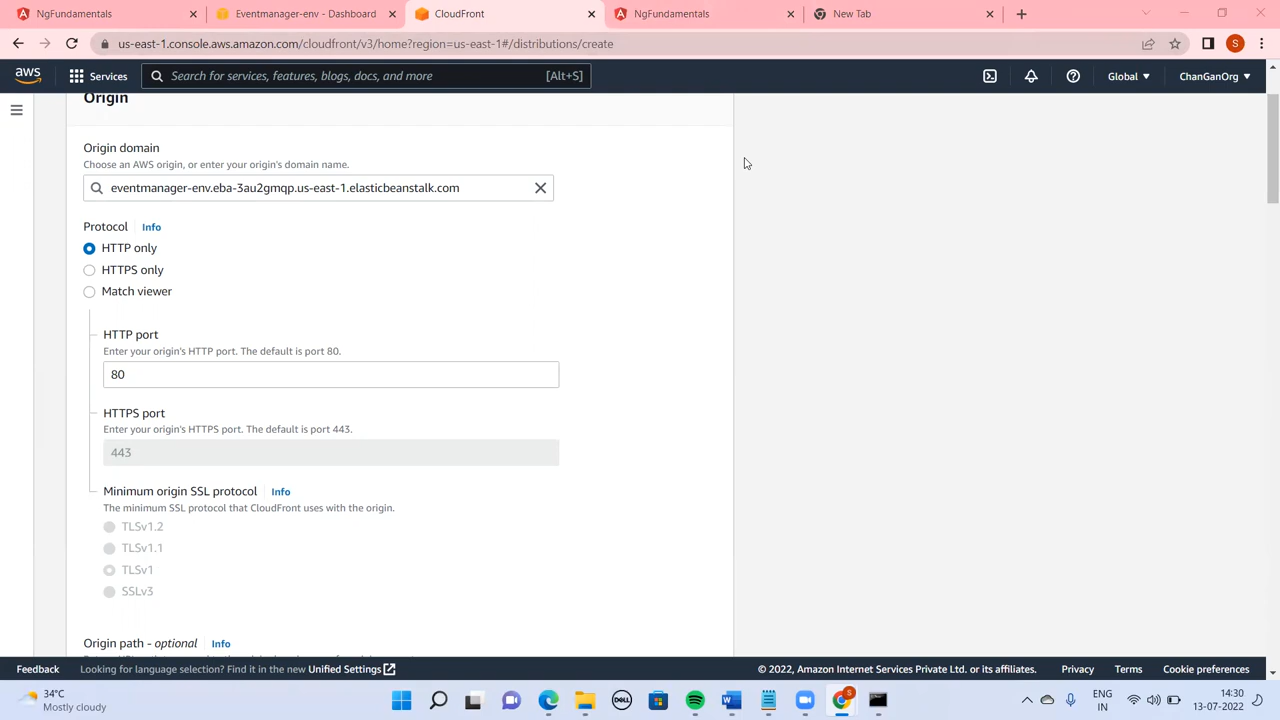 NgFundamentals
Eventmanager-env - Dashboard
CloudFront
NgFundamentals
New Tab
us-east-1.console.aws.amazon.com/cloudfront/v3/home?region=us-east-1#/distributions/create
S
aws
Services
Search for services, features, blogs, docs, and more
[Alt+S]
Global
ChanGanOrg
Origin
Origin domain
Choose an AWS origin, or enter your origin's domain name.
eventmanager-env.eba-3au2gmqp.us-east-1.elasticbeanstalk.com
Protocol Info
HTTP only
HTTPS only
Match viewer
HTTP port
Enter your origin's HTTP port. The default is port 80.
80
HTTPS port
Enter your origin's HTTPS port. The default is port 443.
443
Minimum origin SSL protocol Info
The minimum SSL protocol that CloudFront uses with the origin.
TLSv1.2
TLSv1.1
TLSv1
SSLv3
Origin path - optional Info
Feedback
Looking for language selection? Find it in the new Unified Settings
© 2022, Amazon Internet Services Private Ltd. or its affiliates.
Privacy
Terms
Cookie preferences
34°C
Mostly cloudy
DELL
S
ENG
IN
14:30
13-07-2022